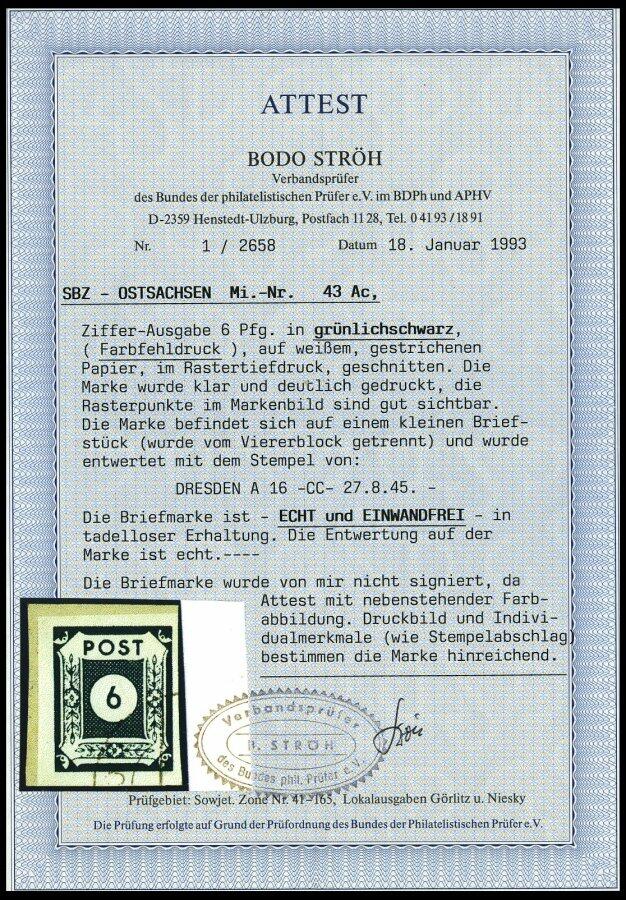 ATTEST
BODO STRÖH
Verbandsprüfer
des Bundes der philatelistischen Prüfer e.V. im BDPh und APHV
D-2359 Henstedt-Ulzburg, Postfach 11 28, Tel. 0 41 93 / 18 91
Nr. 1 / 2658 Datum 18. Januar 1993
SBZ - OSTSACHSEN Mi.-Nr. 43 Ac,
Ziffer-Ausgabe 6 Pfg. in grünlichschwarz,
( Farbfehldruck ), auf weißem, gestrichenen
Papier, im Rastertiefdruck, geschnitten. Die
Marke wurde klar und deutlich gedruckt, die
Rasterpunkte im Markenbild sind gut sichtbar.
Die Marke befindet sich auf einem kleinen Brief-
stück (wurde vom Viererblock getrennt) und wurde
entwertet mit dem Stempel von:
DRESDEN A 16 -CC- 27.8.45. -
Die Briefmarke ist - ECHT und EINWANDFREI - in
tadelloser Erhaltung. Die Entwertung auf der
Marke ist echt.----
Die Briefmarke wurde von mir nicht signiert, da
Attest mit nebenstehender Farb-
abbildung. Druckbild und Indivi-
dualmerkmale (wie Stempelabschlag)
bestimmen die Marke hinreichend.
POST
6
Verbandsprüfer
B. STRÖH
des Bundes phil. Prüfer e.V.
Prüfgebiet: Sowjet. Zone Nr. 41-165, Lokalausgaben Görlitz u. Niesky
Die Prüfung erfolgte auf Grund der Prüfordnung des Bundes der Philatelistischen Prüfer e.V.